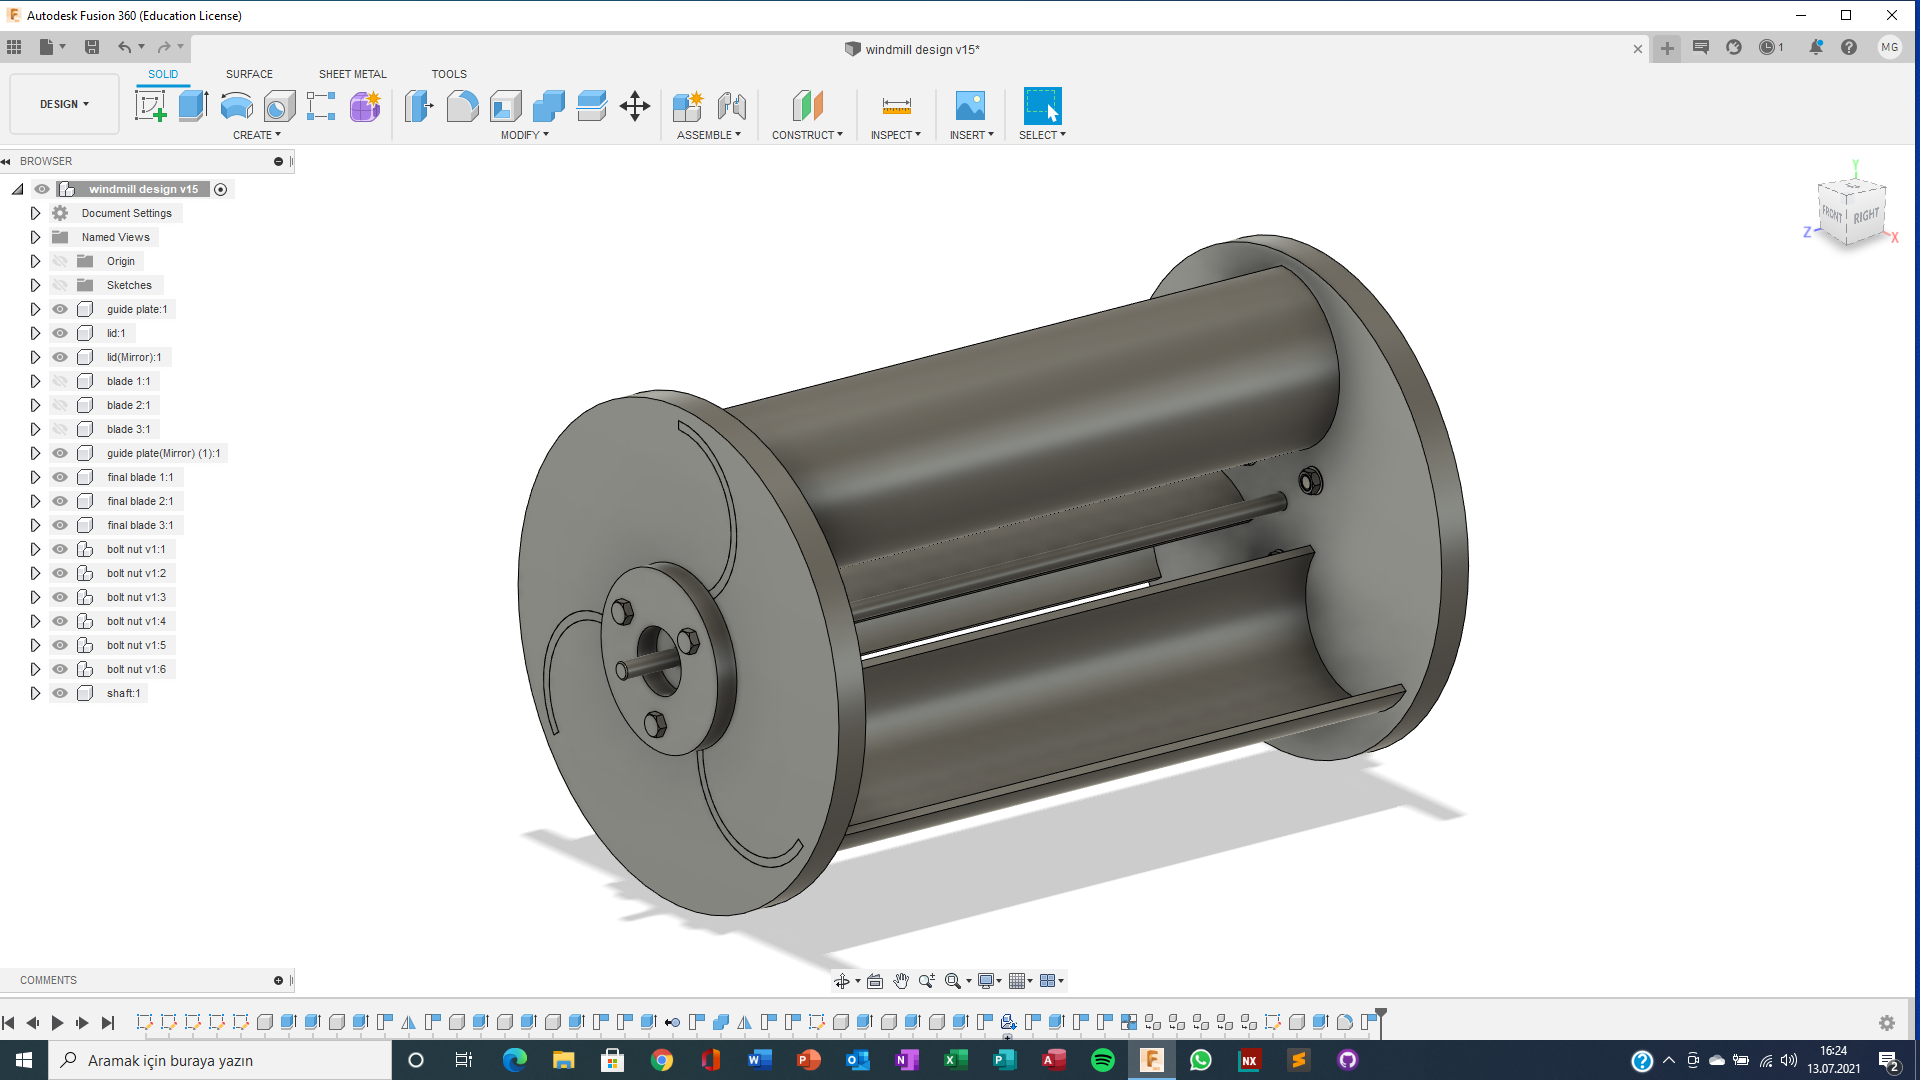 Autodesk Fusion 360 (Education License)
windmill design v15*
1
MG
SOLID
SURFACE
SHEET METAL
TOOLS
DESIGN
CREATE
MODIFY
ASSEMBLE
CONSTRUCT
INSPECT
INSERT
SELECT
BROWSER
windmill design v15
Document Settings
Named Views
Origin
Sketches
guide plate:1
lid:1
lid(Mirror):1
blade 1:1
blade 2:1
blade 3:1
guide plate(Mirror) (1):1
final blade 1:1
final blade 2:1
final blade 3:1
bolt nut v1:1
bolt nut v1:2
bolt nut v1:3
bolt nut v1:4
bolt nut v1:5
bolt nut v1:6
shaft:1
Y
FRONT
RIGHT
Z
X
COMMENTS
Aramak için buraya yazın
NX
16:24
13.07.2021
2